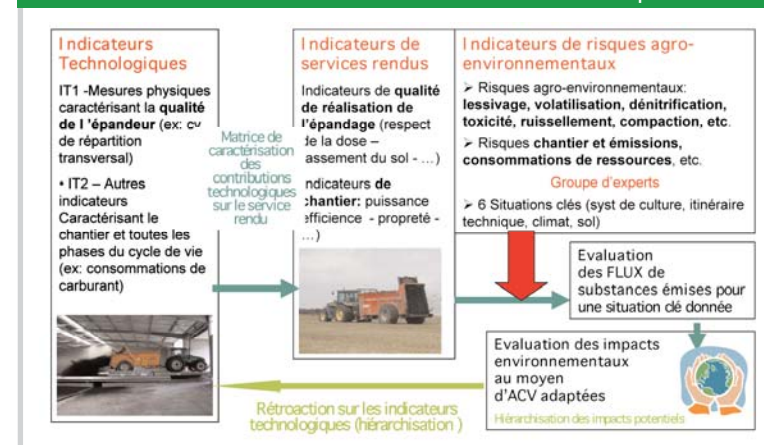 Indicateurs
Technologiques
IT1 -Mesures physiques
caractérisant la qualité
de l 'épandeur (ex: cv
de répartition
transversal)
• IT2 – Autres
indicateurs
Caractérisant le
chantier et toutes les
phases du cycle de vie
(ex: consommations de
carburant)
Matrice de
caractérisation
des
contributions
technologiques
sur le service
rendu
Indicateurs de
services rendus
Indicateurs de qualité
de réalisation de
l'épandage (respect
de la dose –
assement du sol - ...)
ndicateurs de
chantier: puissance
efficience - propreté -
...)
Indicateurs de risques agro-
environnementaux
➢ Risques agro-environnementaux:
lessivage, volatilisation, dénitrification,
toxicité, ruissellement, compaction, etc.
➢ Risques chantier et émissions,
consommations de ressources, etc.
Groupe d'experts
➢ 6 Situations clés (syst de culture, itinéraire
technique, climat, sol)
Evaluation
des FLUX de
substances émises pour
une situation clé donnée
Evaluation des impacts
environnementaux
au moyen
d'ACV adaptées
Hiérarchisation des impacts potentiels
Rétroaction sur les indicateurs
technologiques (hiérarchisation )